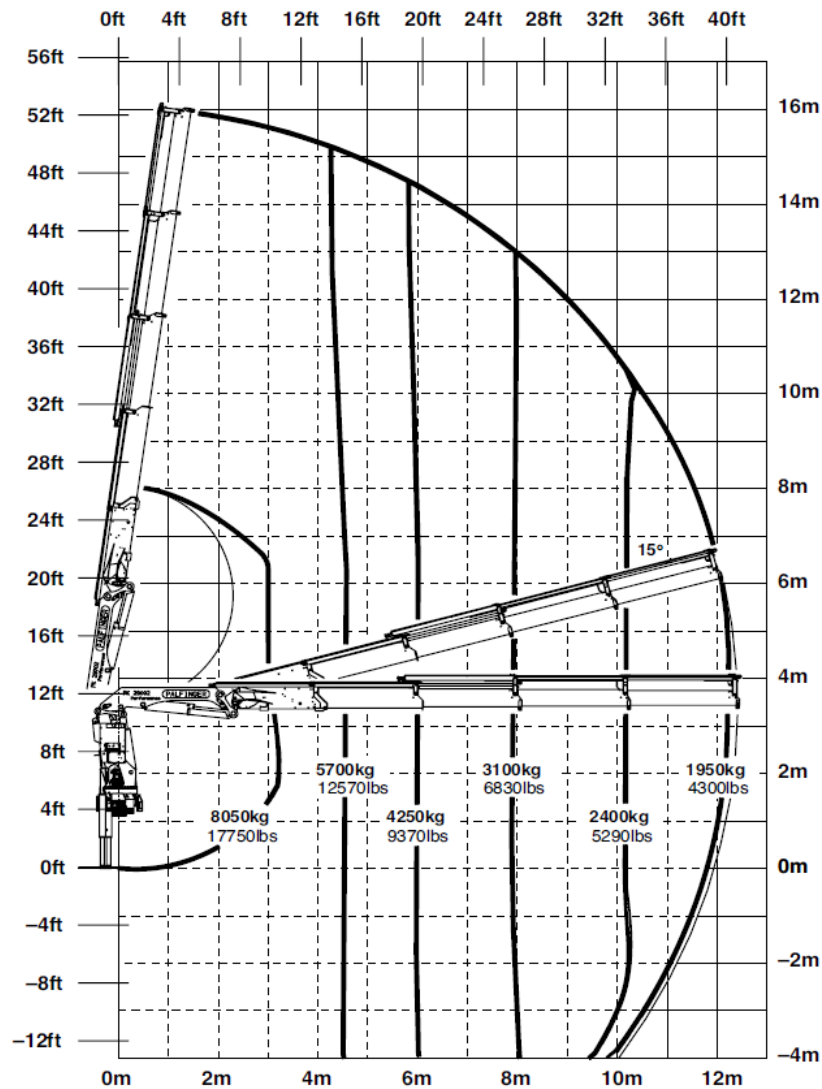 0ft 4ft 8ft 12ft 16ft 20ft 24ft 28ft 32ft 36ft 40ft
56ft
52ft
16m
48ft
14m
44ft
40ft
12m
36ft
32ft
10m
28ft
8m
24ft
15°
20ft
6m
16ft
4m
12ft
PALFINGER
8ft
5700kg
12570lbs
3100kg
6830lbs
1950kg
4300lbs
2m
4ft
8050kg
17750lbs
4250kg
9370lbs
2400kg
5290lbs
0ft
0m
–4ft
–2m
–8ft
–12ft
–4m
0m 2m 4m 6m 8m 10m 12m